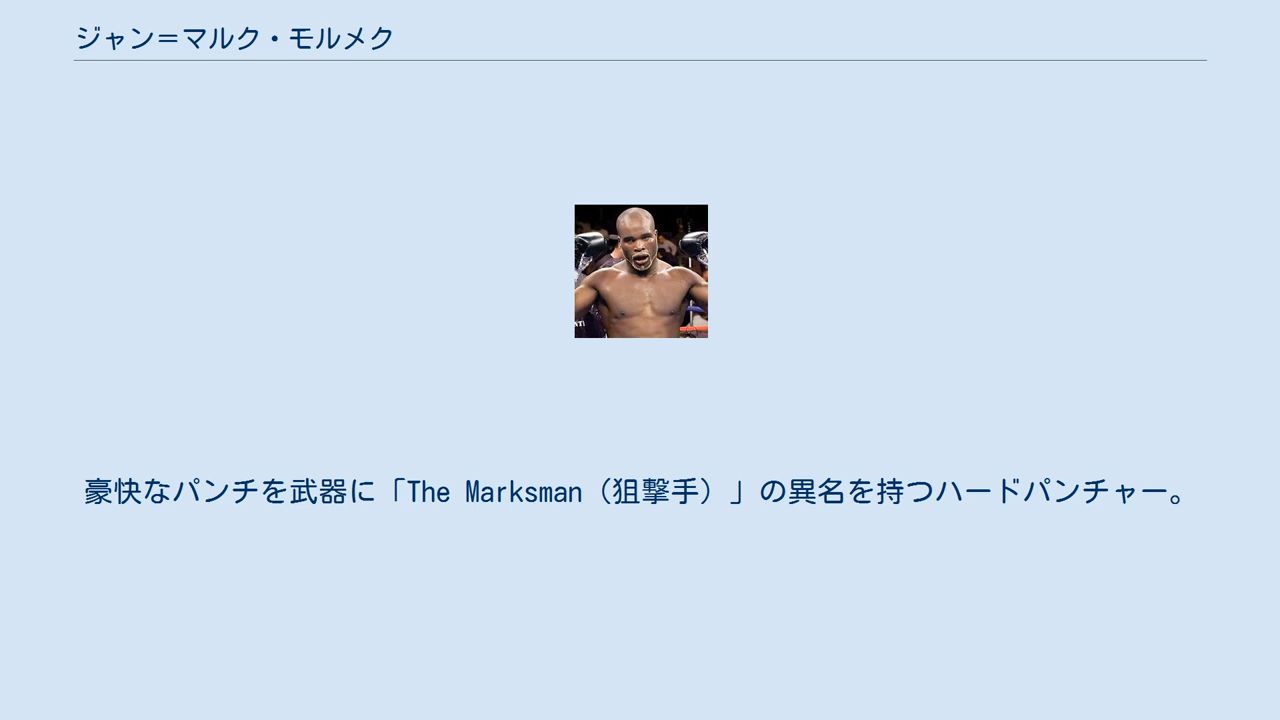 ジャン＝マルク・モルメク
豪快なパンチを武器に「The Marksman（狙撃手）」の異名を持つハードパンチャー。